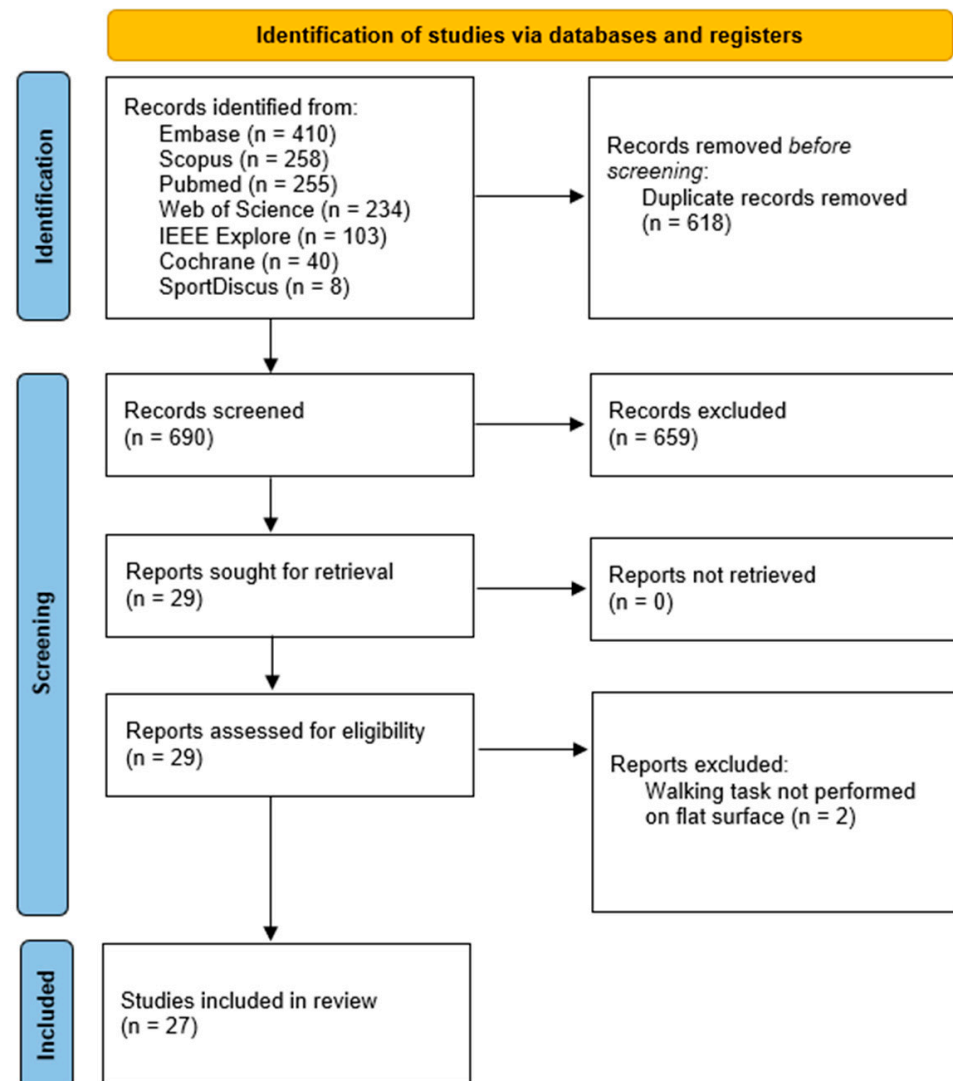 Identification of studies via databases and registers
Identification
Records identified from:
Embase (n = 410)
Scopus (n = 258)
Pubmed (n = 255)
Web of Science (n = 234)
IEEE Explore (n = 103)
Cochrane (n = 40)
SportDiscus (n = 8)
Records removed before
screening:
Duplicate records removed
(n = 618)
Screening
Records screened
(n = 690)
Records excluded
(n = 659)
Reports sought for retrieval
(n = 29)
Reports not retrieved
(n = 0)
Reports assessed for eligibility
(n = 29)
Reports excluded:
Walking task not performed
on flat surface (n = 2)
Included
Studies included in review
(n = 27)